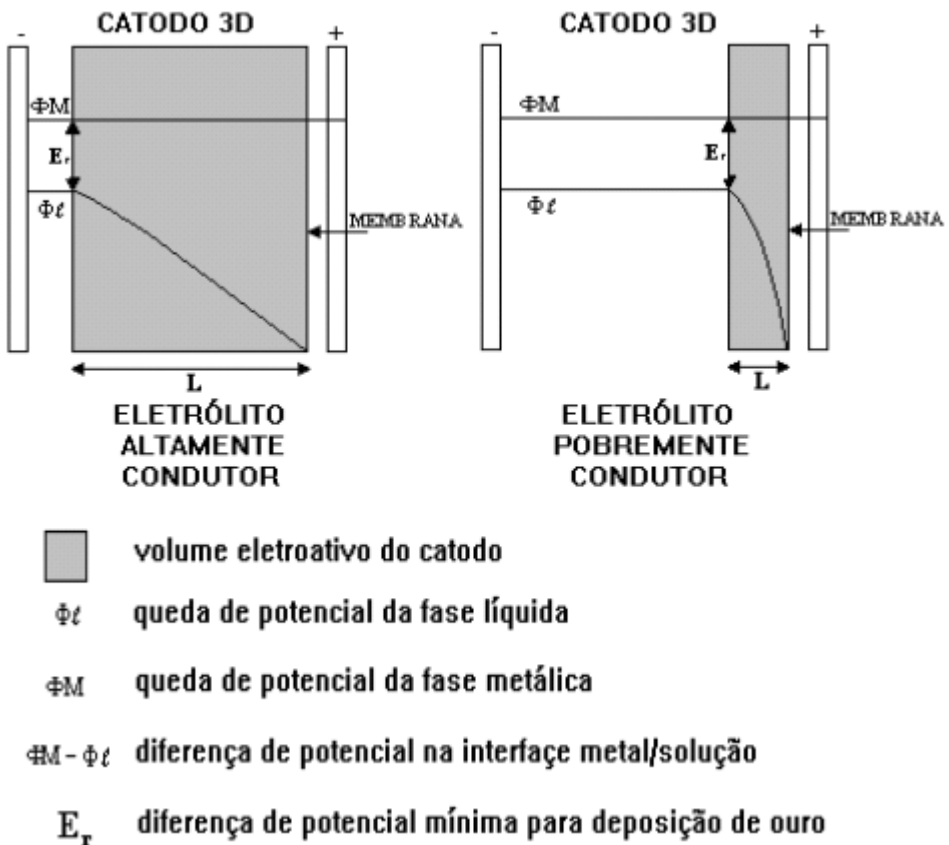 CATODO 3D
- +
ΦM
Er
Φℓ
MEMBRANA
L
ELETRÓLITO
ALTAMENTE
CONDUTOR
CATODO 3D
- +
ΦM
Er
Φℓ
MEMBRANA
L
ELETRÓLITO
POBREMENTE
CONDUTOR
volume eletroativo do catodo
Φℓ queda de potencial da fase líquida
ΦM queda de potencial da fase metálica
ΦM - Φℓ diferença de potencial na interfaçe metal/solução
Er diferença de potencial mínima para deposição de ouro